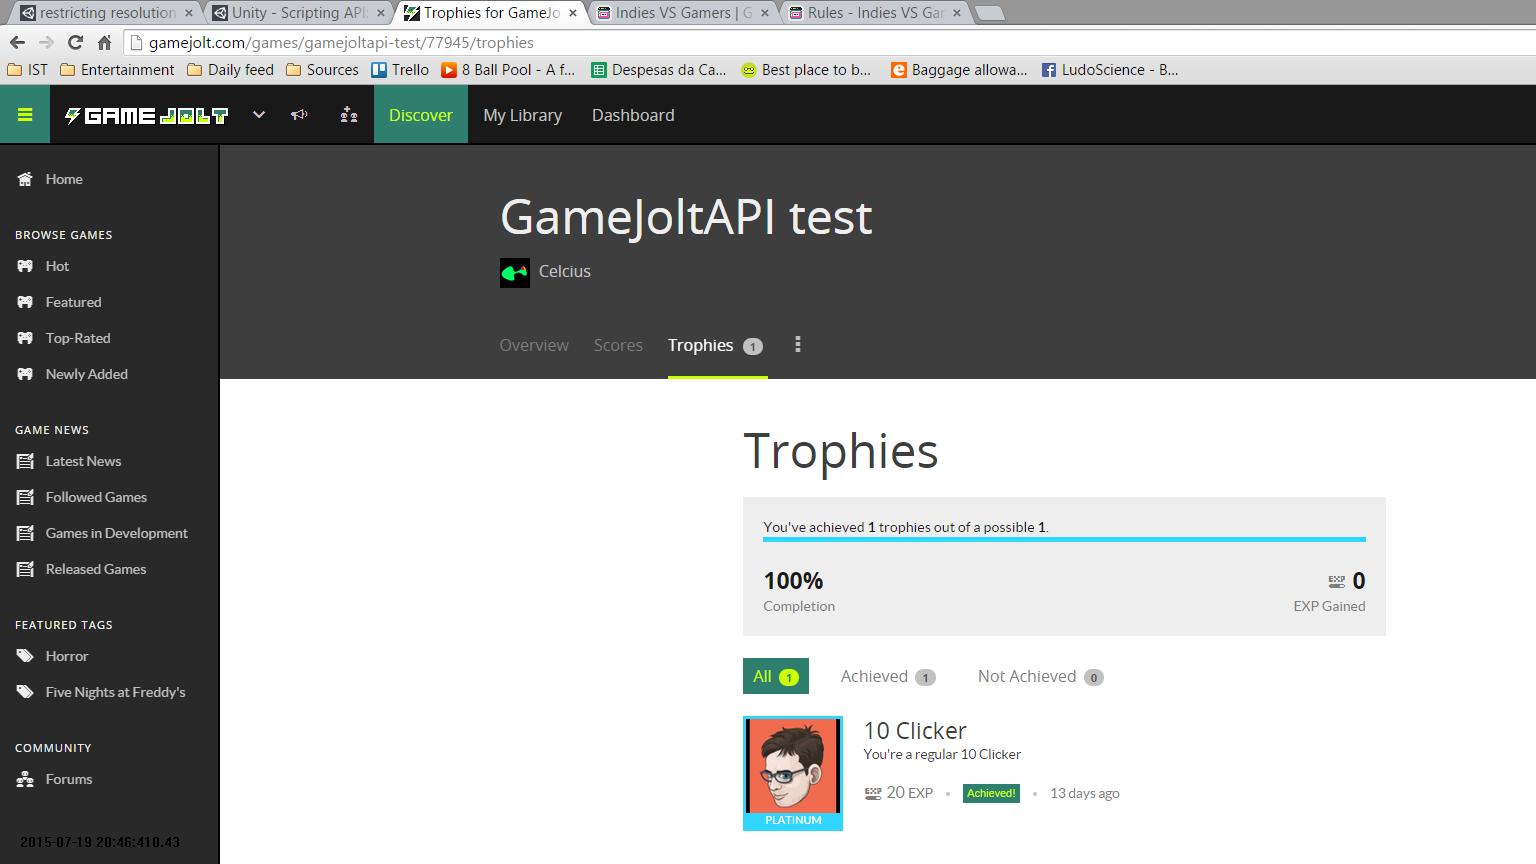 restricting resolution
Unity - Scripting API:
Trophies for GameJo
Indies VS Gamers | G
Rules - Indies VS Gar
gamejolt.com/games/gamejoltapi-test/77945/trophies
IST
Entertainment
Daily feed
Sources
Trello
8 Ball Pool - A f...
Despesas da Ca...
Best place to b...
Baggage allowa...
LudoScience - B...
GAME JOLT
Discover
My Library
Dashboard
Home
BROWSE GAMES
Hot
Featured
Top-Rated
Newly Added
GAME NEWS
Latest News
Followed Games
Games in Development
Released Games
FEATURED TAGS
Horror
Five Nights at Freddy's
COMMUNITY
Forums
2015-07-19 20:46:410.43
GameJoltAPI test
Celcius
Overview
Scores
Trophies 1
Trophies
You've achieved 1 trophies out of a possible 1.
100%
Completion
EXP 0
EXP Gained
All 1
Achieved 1
Not Achieved 0
PLATINUM
10 Clicker
You're a regular 10 Clicker
EXP 20 EXP • Achieved! • 13 days ago